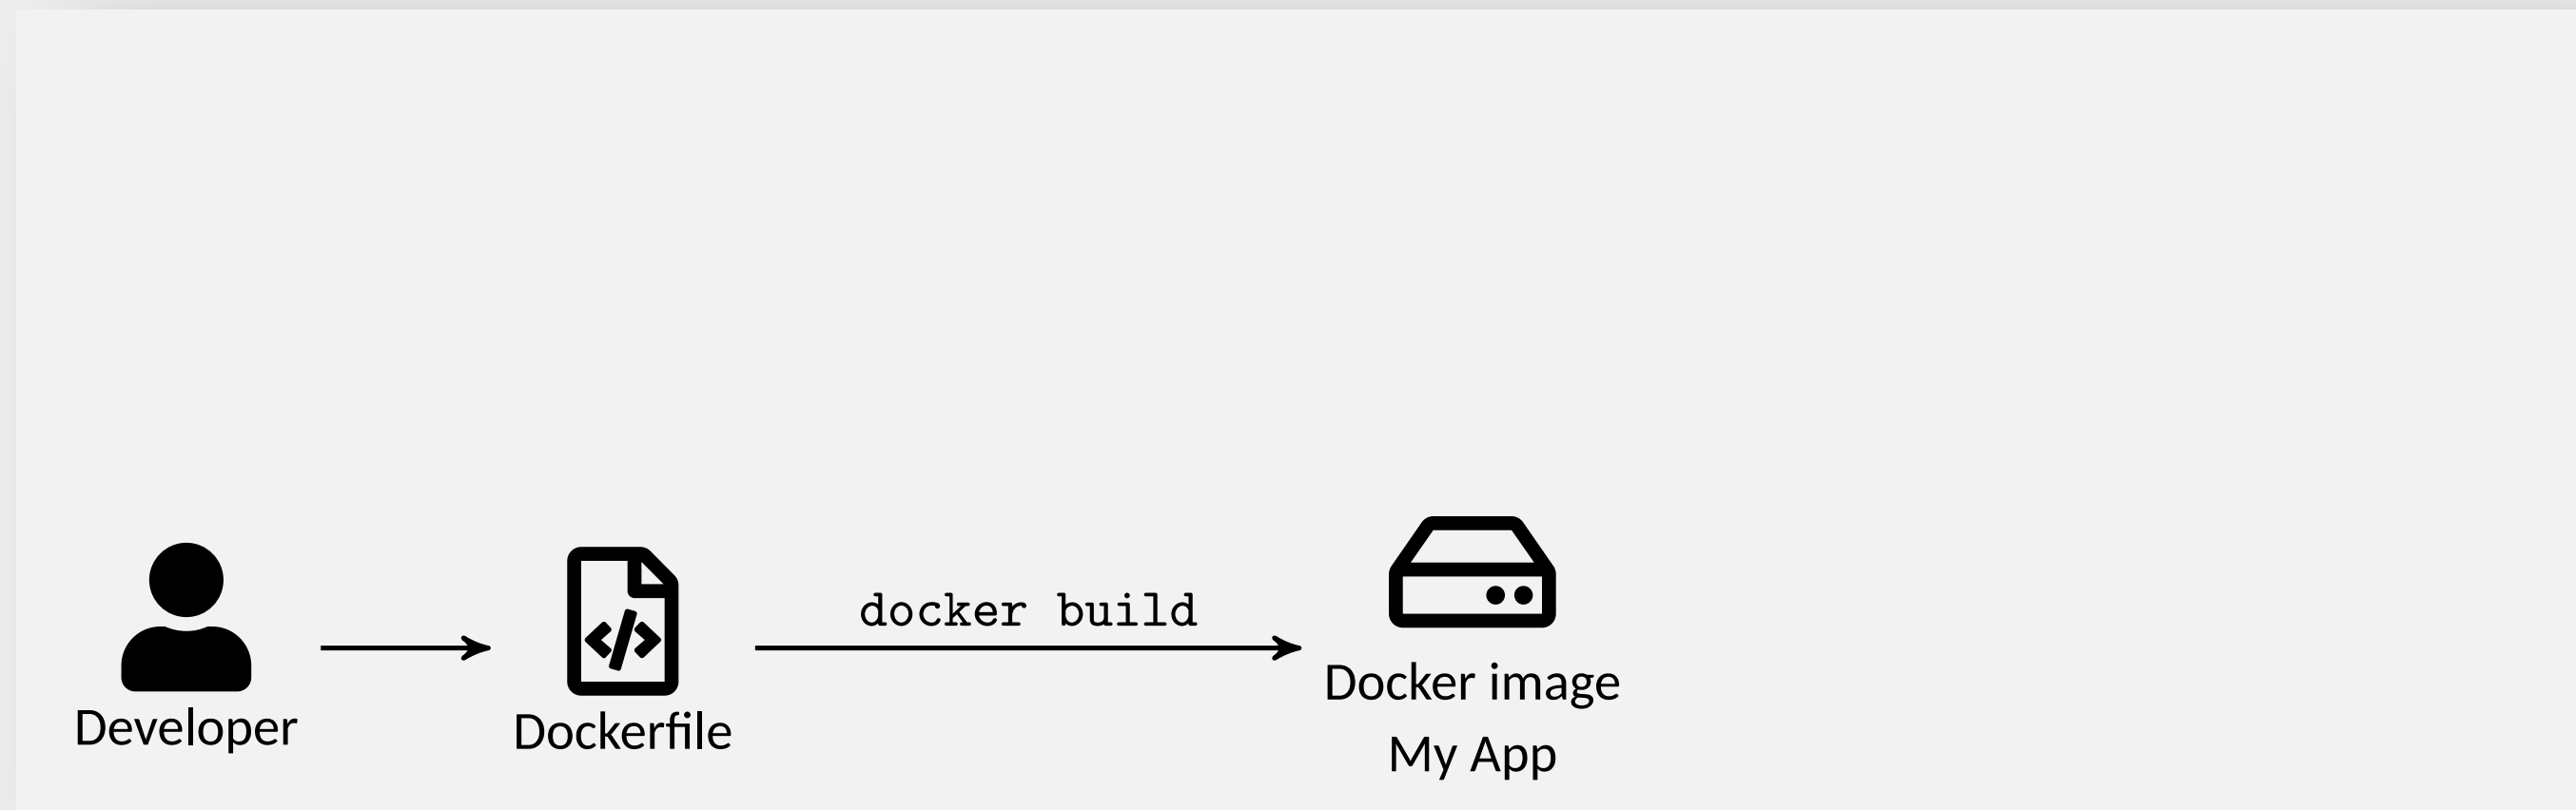 docker build
Developer
Dockerfile
Docker image
My App